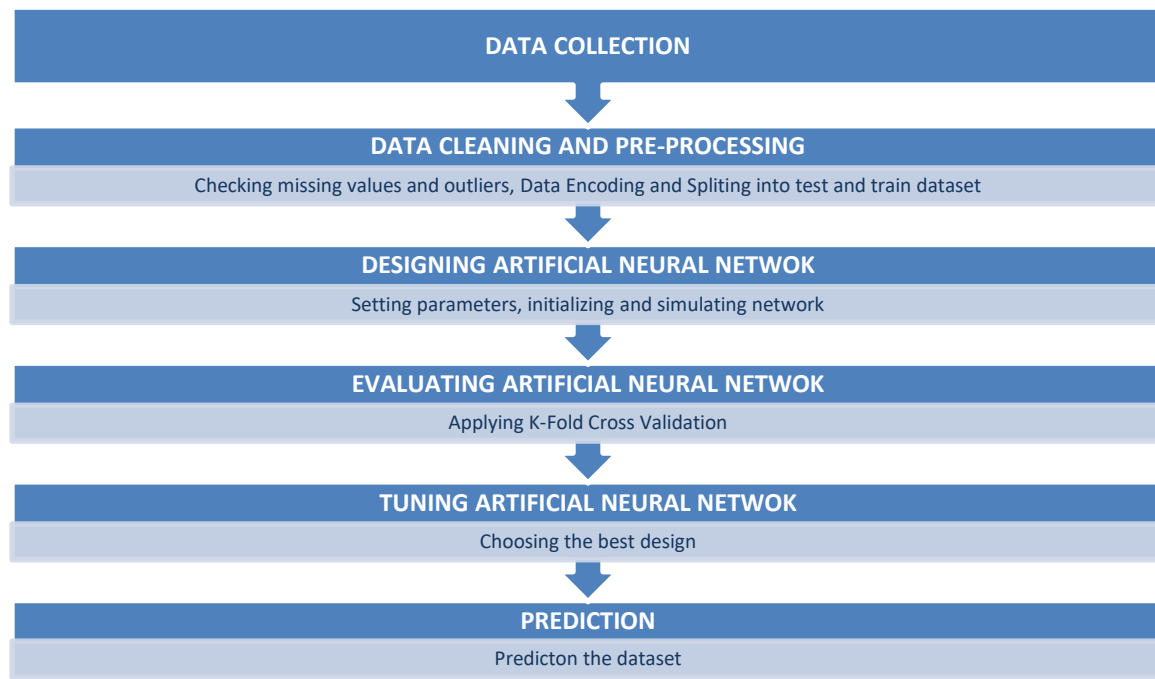 DATA COLLECTION
DATA CLEANING AND PRE-PROCESSING
Checking missing values and outliers, Data Encoding and Spliting into test and train dataset
DESIGNING ARTIFICIAL NEURAL NETWOK
Setting parameters, initializing and simulating network
EVALUATING ARTIFICIAL NEURAL NETWOK
Applying K-Fold Cross Validation
TUNING ARTIFICIAL NEURAL NETWOK
Choosing the best design
PREDICTION
Predicton the dataset